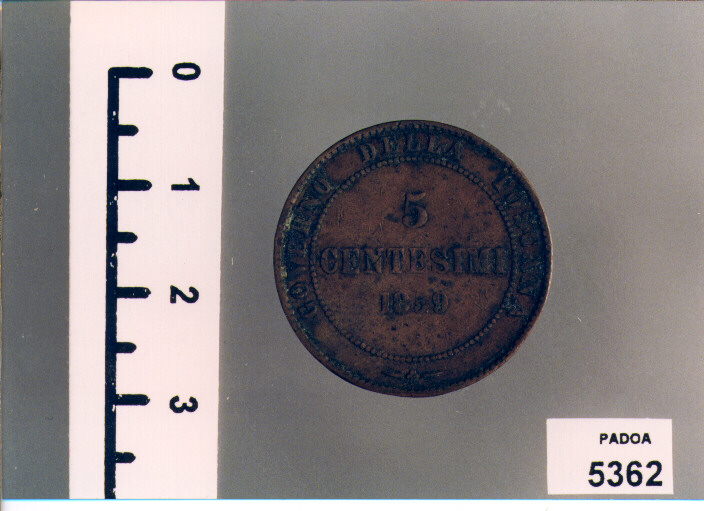 0
1
2
3
GOVERNO DELLA TOSCANA
5
CENTESIMI
1859
PADOA
5362